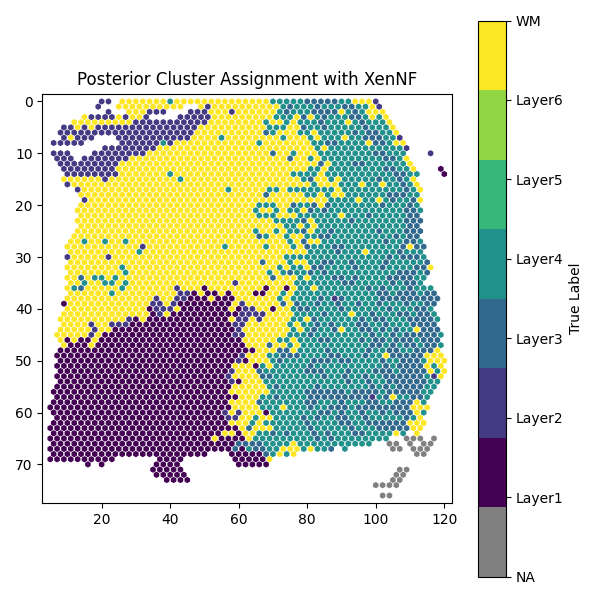 Posterior Cluster Assignment with XenNF
0
10
20
30
40
50
60
70
20
40
60
80
100
120
WM
Layer6
Layer5
Layer4
Layer3
Layer2
Layer1
NA
True Label